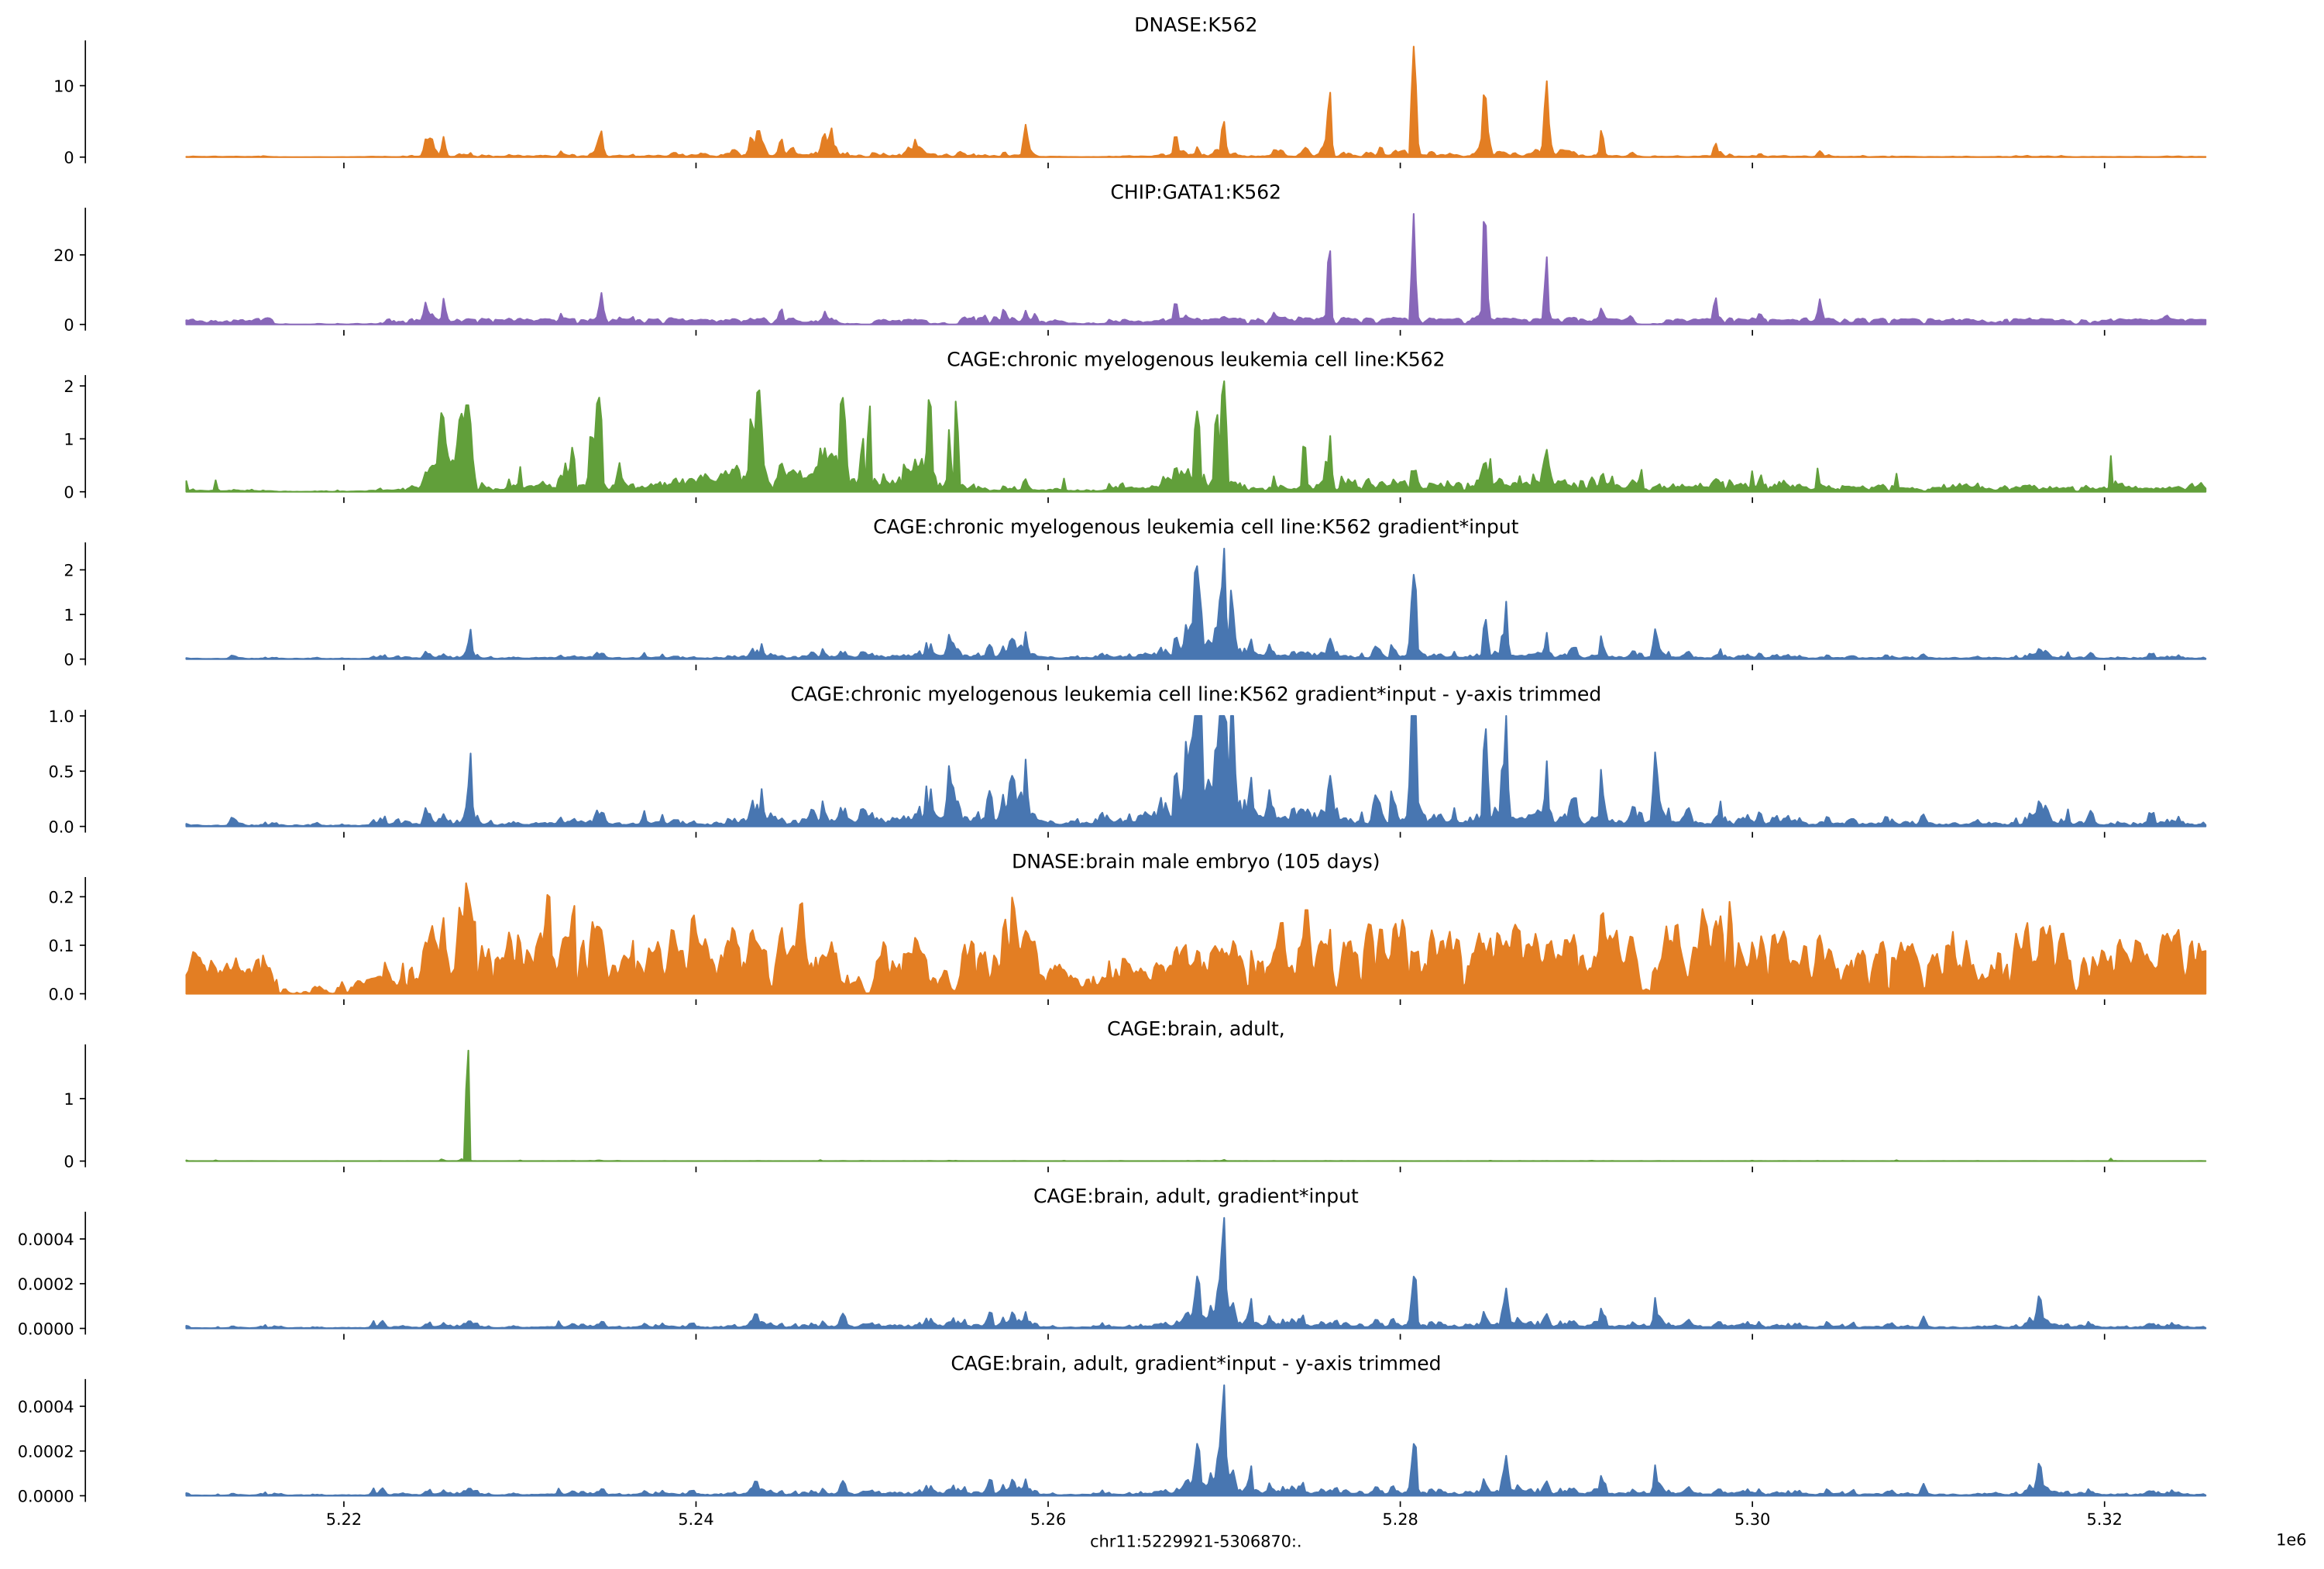 DNASE:K562
10
0
CHIP:GATA1:K562
20
0
CAGE:chronic myelogenous leukemia cell line:K562
2
1
0
CAGE:chronic myelogenous leukemia cell line:K562 gradient*input
2
1
0
CAGE:chronic myelogenous leukemia cell line:K562 gradient*input - y-axis trimmed
1.0
0.5
0.0
DNASE:brain male embryo (105 days)
0.2
0.1
0.0
CAGE:brain, adult,
1
0
CAGE:brain, adult, gradient*input
0.0004
0.0002
0.0000
CAGE:brain, adult, gradient*input - y-axis trimmed
0.0004
0.0002
0.0000
5.22 5.24 5.26 5.28 5.30 5.32
chr11:5229921-5306870:.
1e6